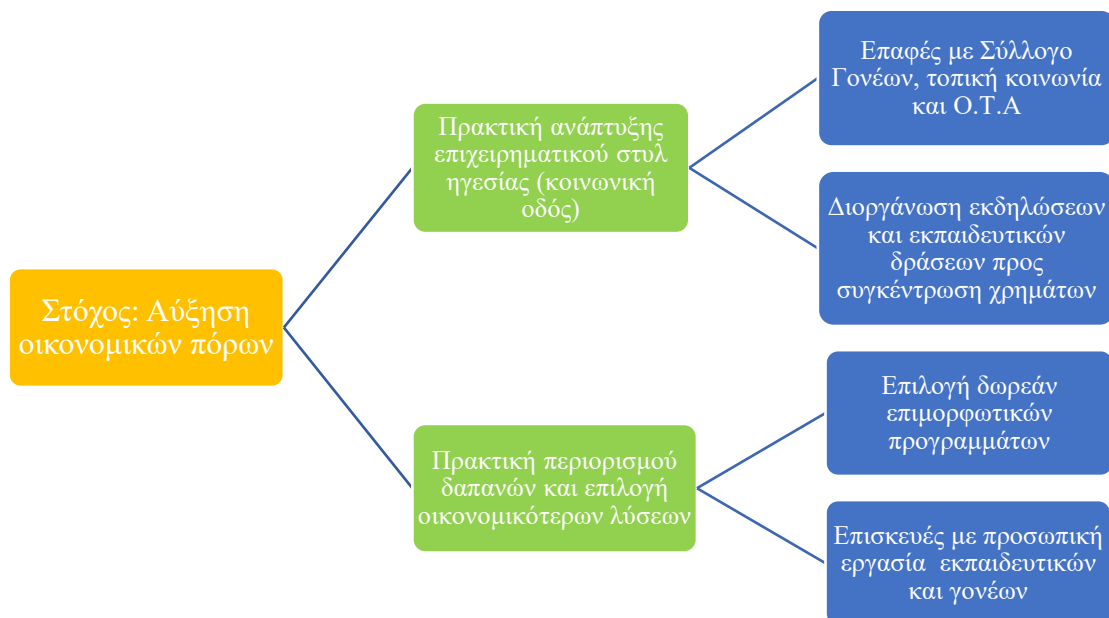 Στόχος: Αύξηση
οικονομικών πόρων
Πρακτική ανάπτυξης
επιχειρηματικού στυλ
ηγεσίας (κοινωνική
οδός)
Επαφές με Σύλλογο
Γονέων, τοπική κοινωνία
και Ο.Τ.Α
Διοργάνωση εκδηλώσεων
και εκπαιδευτικών
δράσεων προς
συγκέντρωση χρημάτων
Πρακτική περιορισμού
δαπανών και επιλογή
οικονομικότερων λύσεων
Επιλογή δωρεάν
επιμορφωτικών
προγραμμάτων
Επισκευές με προσωπική
εργασία εκπαιδευτικών
και γονέων